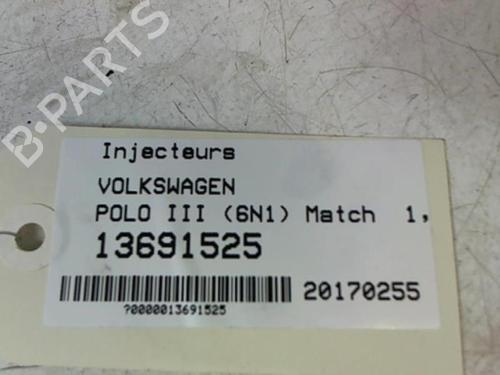 B-PARTS
Injecteurs
VOLKSWAGEN
POLO III (6N1) Match 1,
13691525
20170255
?0000013691525